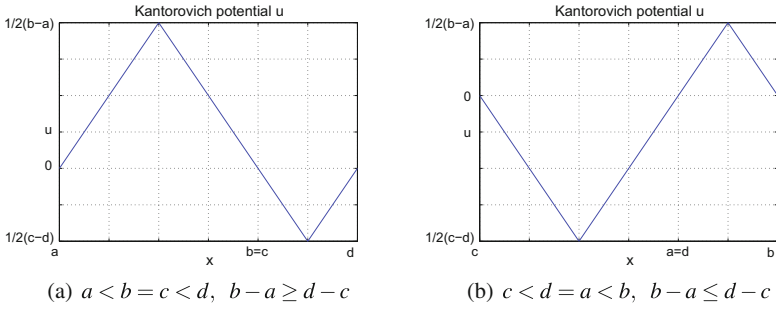 Kantorovich potential u
1/2(b−a)
u
0
1/2(c−d)
a
b=c
d
x
(a) a < b = c < d, b − a ≥ d − c
Kantorovich potential u
1/2(b−a)
0
u
1/2(c−d)
c
a=d
b
x
(b) c < d = a < b, b − a ≤ d − c